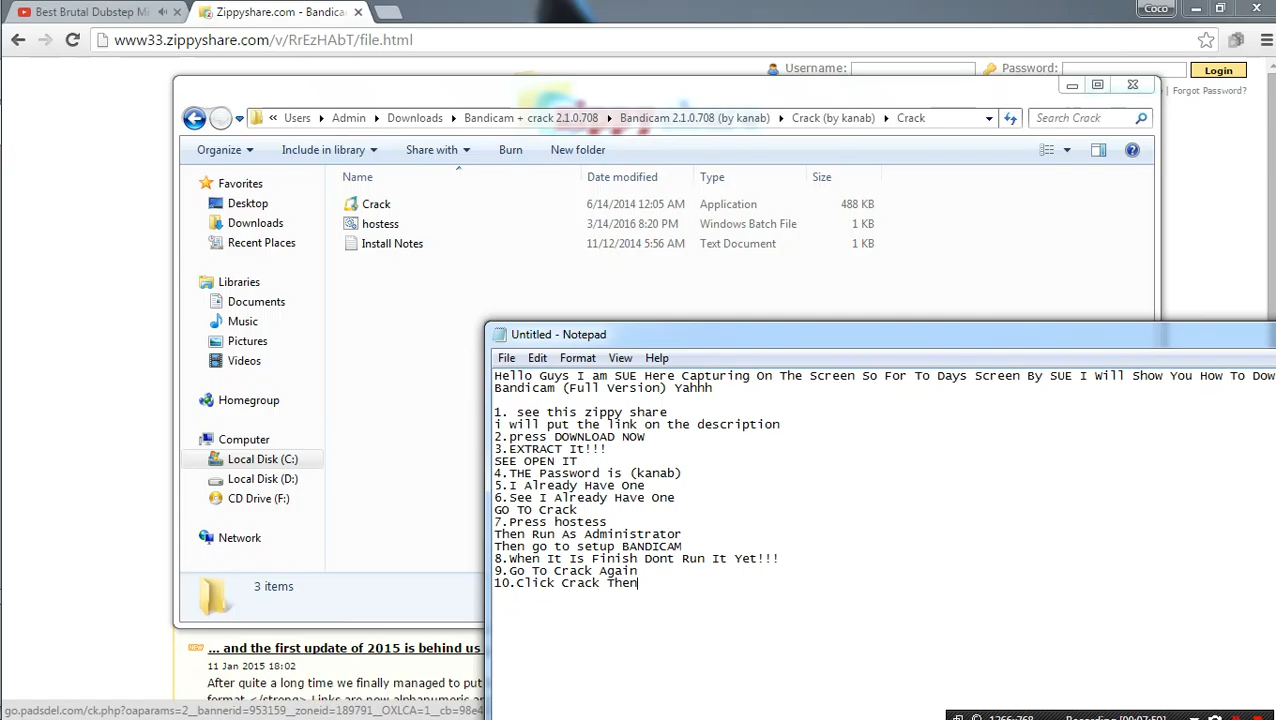 Best Brutal Dubstep M
Zippyshare.com - Bandica
Coco
www33.zippyshare.com/v/RrEzHAbT/file.html
Username:
Password:
Login
Forgot Password?
Users
Admin
Downloads
Bandicam + crack 2.1.0.708
Bandicam 2.1.0.708 (by kanab)
Crack (by kanab)
Crack
Search Crack
Organize
Include in library
Share with
Burn
New folder
Name
Date modified
Type
Size
Favorites
Desktop
Downloads
Recent Places
Libraries
Documents
Music
Pictures
Videos
Homegroup
Computer
Local Disk (C:)
Local Disk (D:)
CD Drive (F:)
Network
Crack 6/14/2014 12:05 AM Application 488 KB
hostess 3/14/2016 8:20 PM Windows Batch File 1 KB
Install Notes 11/12/2014 5:56 AM Text Document 1 KB
3 items
Untitled - Notepad
File Edit Format View Help
Hello Guys I am SUE Here Capturing On The Screen So For To Days Screen By SUE I Will Show You How To Dow
Bandicam (Full Version) Yahhh
1. see this zippy share
i will put the link on the description
2.press DOWNLOAD NOW
3.EXTRACT It!!!
SEE OPEN IT
4.THE Password is (kanab)
5.I Already Have One
6.See I Already Have One
GO TO Crack
7.Press hostess
Then Run As Administrator
Then go to setup BANDICAM
8.When It Is Finish Dont Run It Yet!!!
9.Go To Crack Again
10.Click Crack Then
... and the first update of 2015 is behind us
11 Jan 2015 18:02
After quite a long time we finally managed to put
go.padsdel.com/ck.php?oaparams=2__bannerid=953159__zoneid=189791__OXLCA=1__cb=98e4